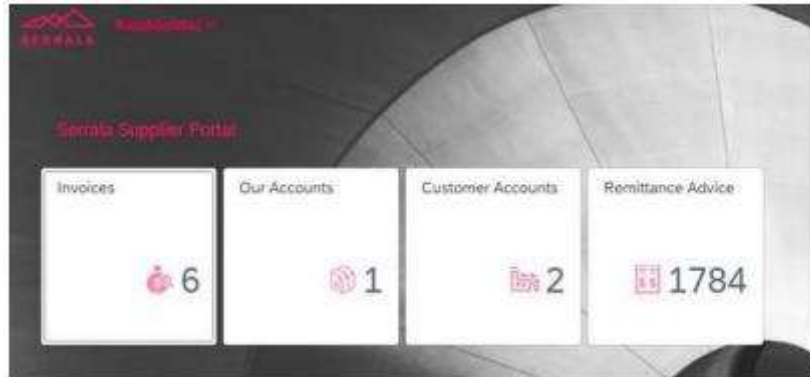 SERRALA
Serrala Supplier Portal
Invoices
Our Accounts
Customer Accounts
Remittance Advice
6
1
2
1784